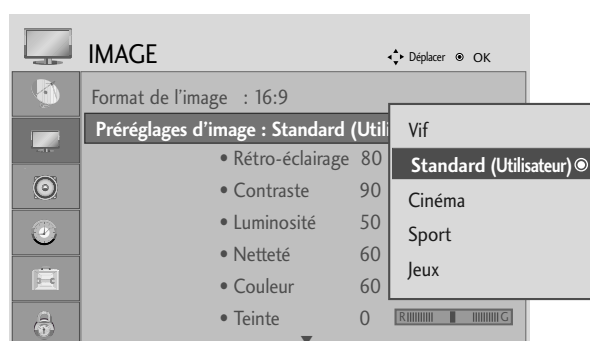 IMAGE
Déplacer OK
Format de l'image : 16:9
Préréglages d'image : Standard (Utili
• Rétro-éclairage 80
• Contraste 90
• Luminosité 50
• Netteté 60
• Couleur 60
• Teinte 0 R G
Vif
Standard (Utilisateur)
Cinéma
Sport
Jeux